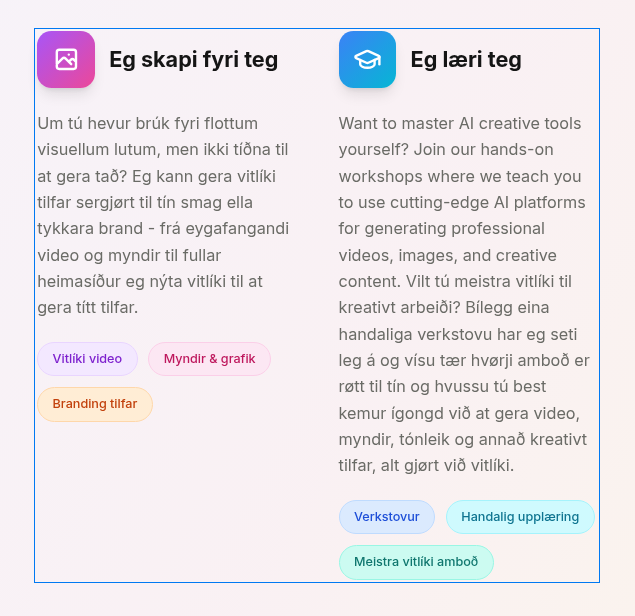 Eg skapi fyri teg
Um tú hevur brúk fyri flottum
visuellum lutum, men ikki tíðna til
at gera tað? Eg kann gera vitlíki
tilfar sergjørt til tín smag ella
tykkara brand - frá eygafangandi
video og myndir til fullar
heimasíður eg nýta vitlíki til at
gera títt tilfar.
Vitlíki video
Myndir & grafik
Branding tilfar
Eg læri teg
Want to master AI creative tools
yourself? Join our hands-on
workshops where we teach you
to use cutting-edge AI platforms
for generating professional
videos, images, and creative
content. Vilt tú meistra vitlíki til
kreativt arbeiði? Bílegg eina
handaliga verkstovu har eg seti
leg á og vísu tær hvørji amboð er
røtt til tín og hvussu tú best
kemur ígongd við at gera video,
myndir, tónleik og annað kreativt
tilfar, alt gjørt við vitlíki.
Verkstovur
Handalig upplæring
Meistra vitlíki amboð